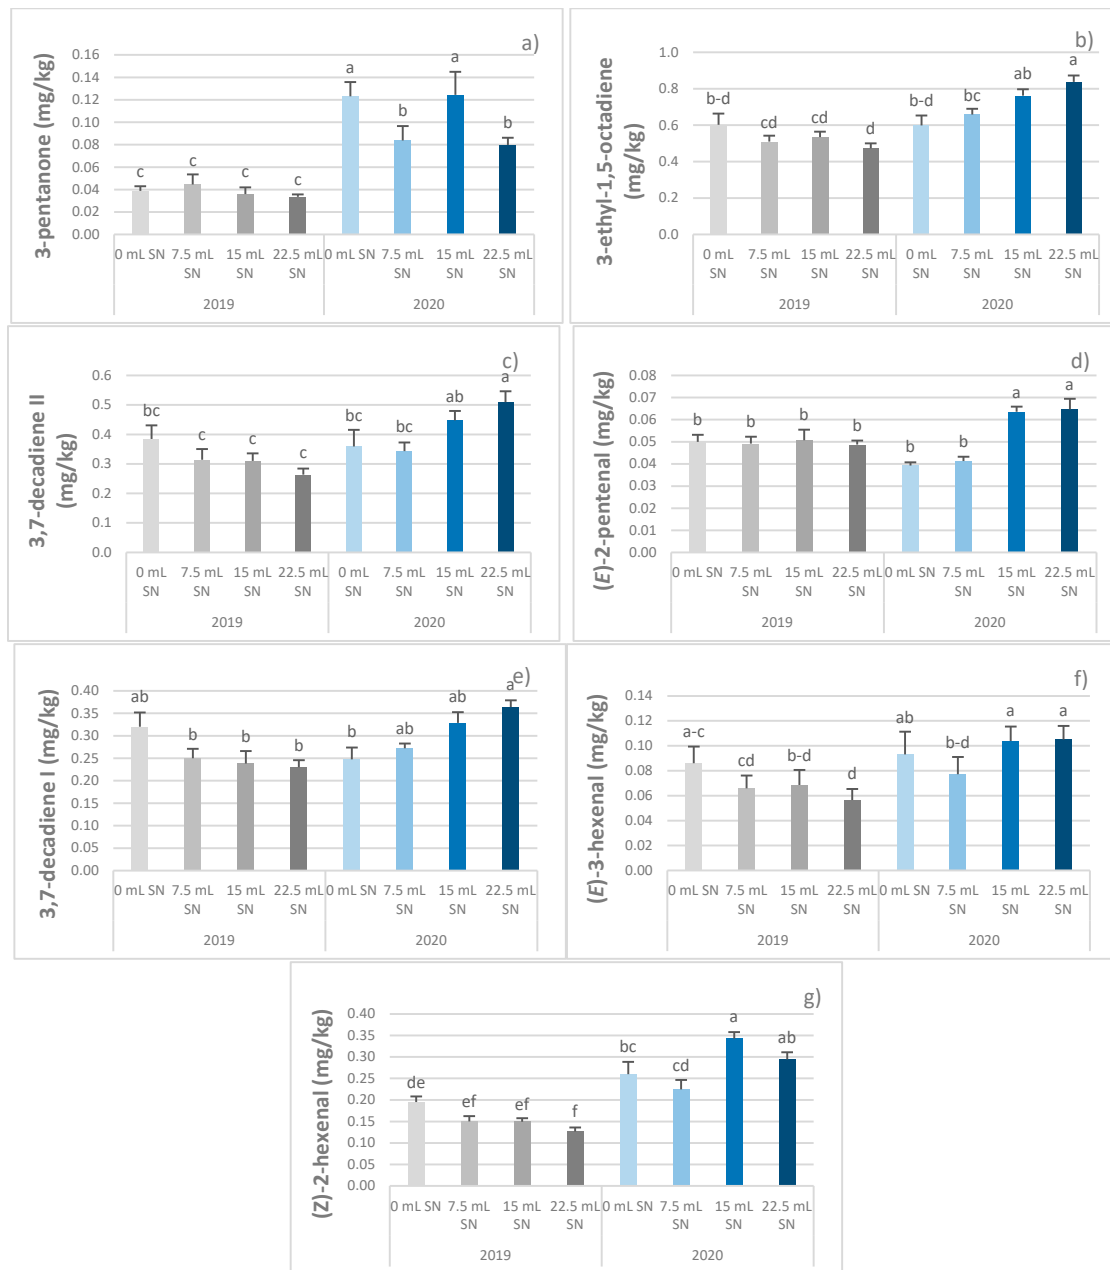 a)
3-pentanone (mg/kg)
0.16
0.14
0.12
0.10
0.08
0.06
0.04
0.02
0.00
c c c c a b a b
0 mL SN 7.5 mL SN 15 mL SN 22.5 mL SN 0 mL SN 7.5 mL SN 15 mL SN 22.5 mL SN
2019 2020
b)
3-ethyl-1,5-octadiene (mg/kg)
1.0
0.8
0.6
0.4
0.2
0.0
b-d cd cd d b-d bc ab a
0 mL SN 7.5 mL SN 15 mL SN 22.5 mL SN 0 mL SN 7.5 mL SN 15 mL SN 22.5 mL SN
2019 2020
c)
3,7-decadiene II (mg/kg)
0.6
0.5
0.4
0.3
0.2
0.1
0.0
bc c c c bc bc ab a
0 mL SN 7.5 mL SN 15 mL SN 22.5 mL SN 0 mL SN 7.5 mL SN 15 mL SN 22.5 mL SN
2019 2020
d)
(E)-2-pentenal (mg/kg)
0.08
0.07
0.06
0.05
0.04
0.03
0.02
0.01
0.00
b b b b b b a a
0 mL SN 7.5 mL SN 15 mL SN 22.5 mL SN 0 mL SN 7.5 mL SN 15 mL SN 22.5 mL SN
2019 2020
e)
3,7-decadiene I (mg/kg)
0.40
0.35
0.30
0.25
0.20
0.15
0.10
0.05
0.00
ab b b b b ab ab a
0 mL SN 7.5 mL SN 15 mL SN 22.5 mL SN 0 mL SN 7.5 mL SN 15 mL SN 22.5 mL SN
2019 2020
f)
(E)-3-hexenal (mg/kg)
0.14
0.12
0.10
0.08
0.06
0.04
0.02
0.00
a-c cd b-d d ab b-d a a
0 mL SN 7.5 mL SN 15 mL SN 22.5 mL SN 0 mL SN 7.5 mL SN 15 mL SN 22.5 mL SN
2019 2020
g)
(Z)-2-hexenal (mg/kg)
0.40
0.35
0.30
0.25
0.20
0.15
0.10
0.05
0.00
de ef ef f bc cd a ab
0 mL SN 7.5 mL SN 15 mL SN 22.5 mL SN 0 mL SN 7.5 mL SN 15 mL SN 22.5 mL SN
2019 2020